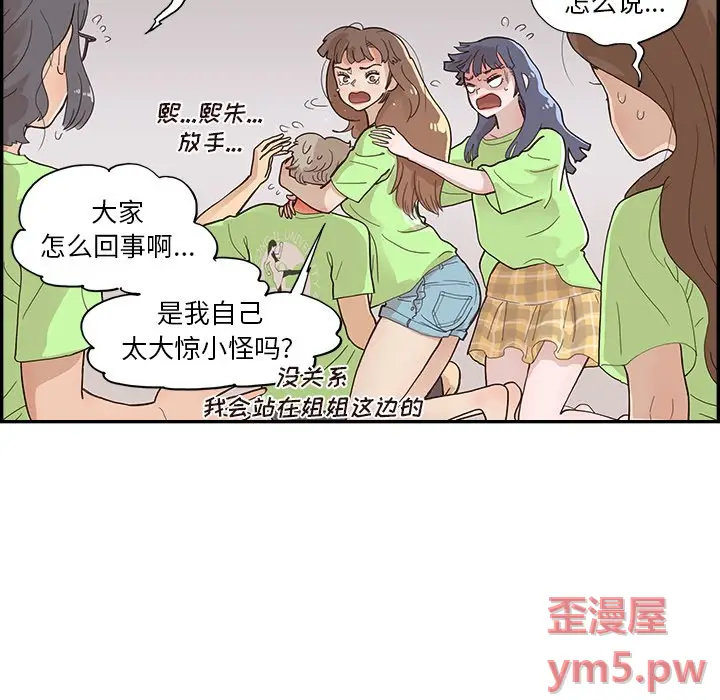 怎么说...
熙...熙朱...
放手...
大家
怎么回事啊...
是我自己
太大惊小怪吗?
没关系
我会站在姐姐这边的
歪漫屋
ym5.pw